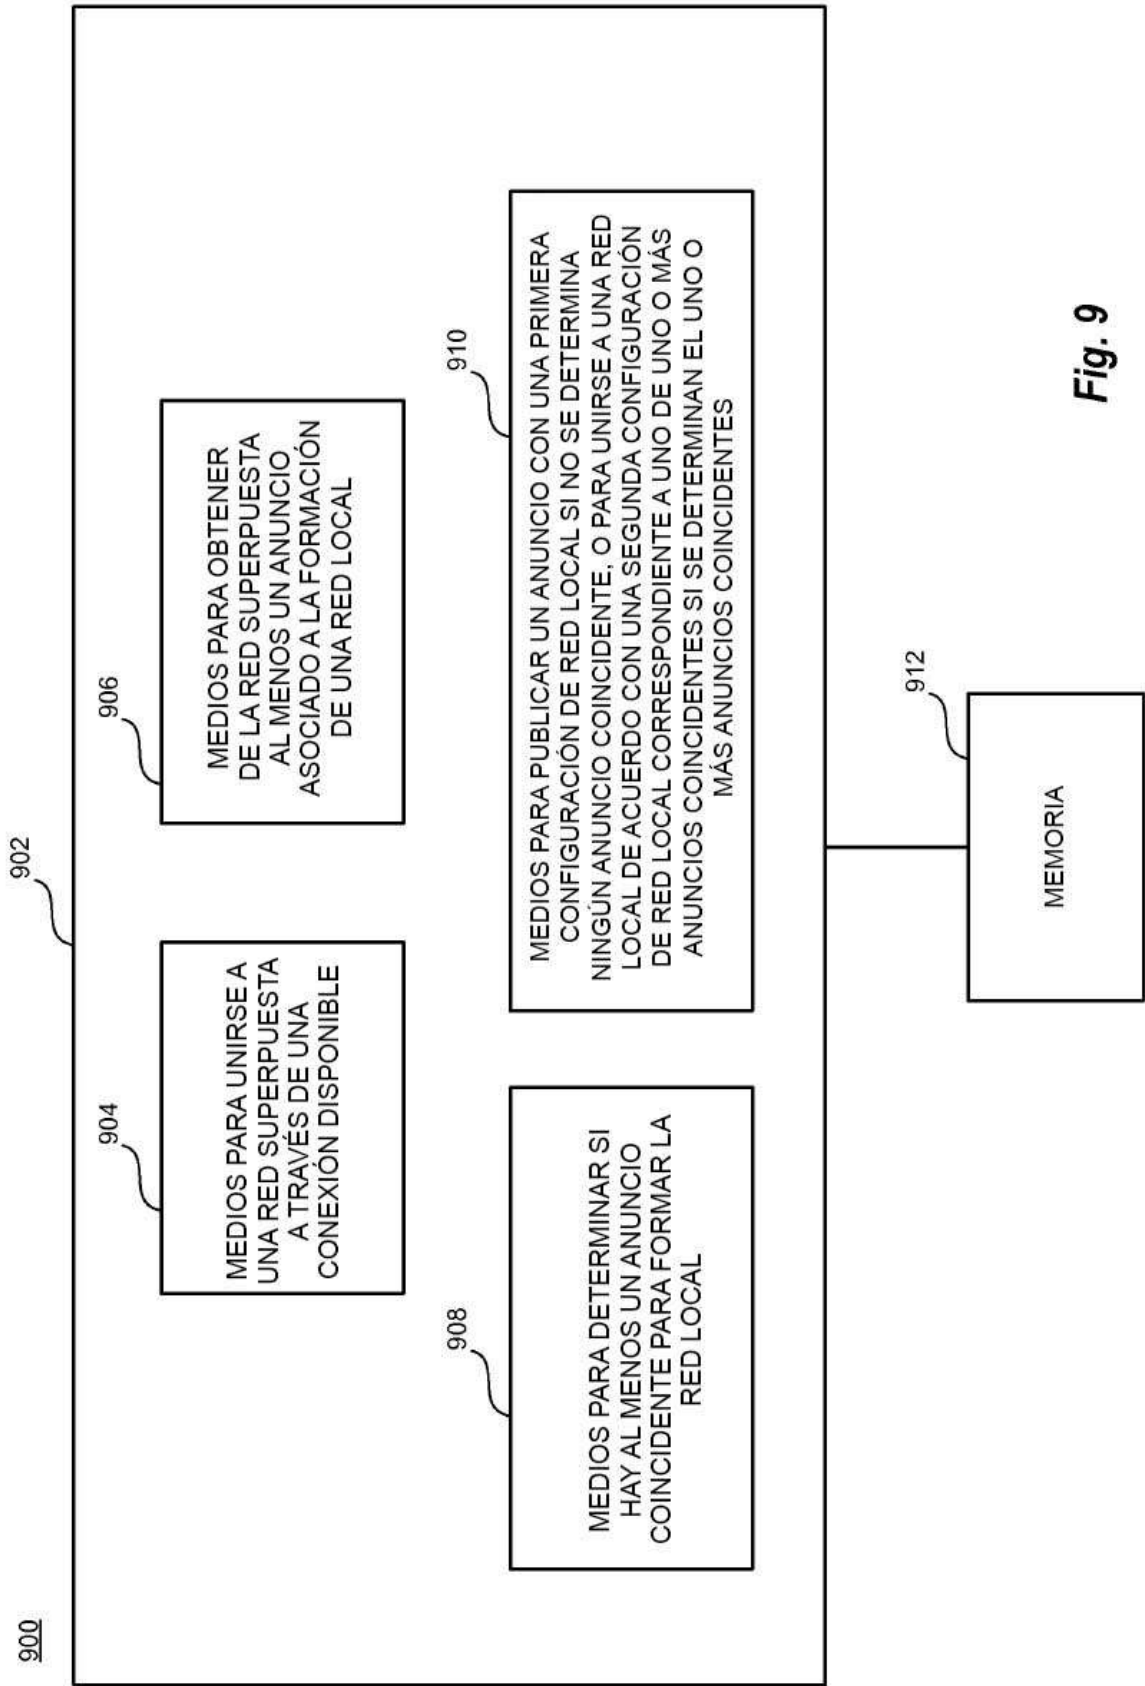 900
902
904
MEDIOS PARA UNIRSE A
UNA RED SUPERPUESTA
A TRAVÉS DE UNA
CONEXIÓN DISPONIBLE
906
MEDIOS PARA OBTENER
DE LA RED SUPERPUESTA
AL MENOS UN ANUNCIO
ASOCIADO A LA FORMACIÓN
DE UNA RED LOCAL
908
MEDIOS PARA DETERMINAR SI
HAY AL MENOS UN ANUNCIO
COINCIDENTE PARA FORMAR LA
RED LOCAL
910
MEDIOS PARA PUBLICAR UN ANUNCIO CON UNA PRIMERA
CONFIGURACIÓN DE RED LOCAL SI NO SE DETERMINA
NINGÚN ANUNCIO COINCIDENTE, O PARA UNIRSE A UNA RED
LOCAL DE ACUERDO CON UNA SEGUNDA CONFIGURACIÓN
DE RED LOCAL CORRESPONDIENTE A UNO DE UNO O MÁS
ANUNCIOS COINCIDENTES SI SE DETERMINAN EL UNO O
MÁS ANUNCIOS COINCIDENTES
912
MEMORIA
Fig. 9